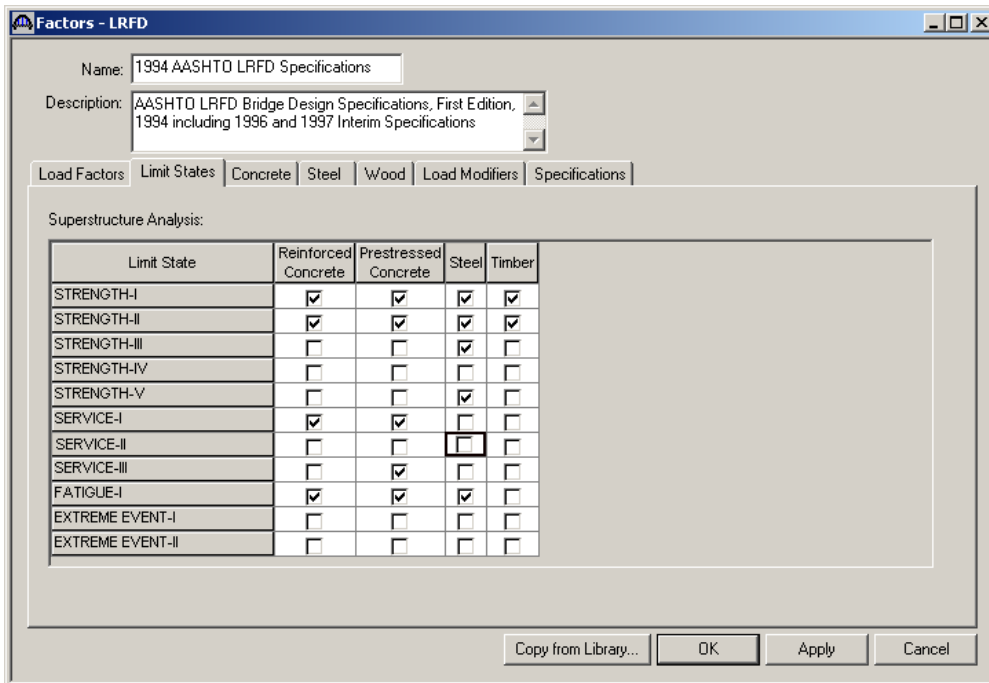 Factors - LRFD
Name: 1994 AASHTO LRFD Specifications
Description: AASHTO LRFD Bridge Design Specifications, First Edition,
1994 including 1996 and 1997 Interim Specifications
Load Factors Limit States Concrete Steel Wood Load Modifiers Specifications
Superstructure Analysis:
Limit State Reinforced Concrete Prestressed Concrete Steel Timber
STRENGTH-I
STRENGTH-II
STRENGTH-III
STRENGTH-IV
STRENGTH-V
SERVICE-I
SERVICE-II
SERVICE-III
FATIGUE-I
EXTREME EVENT-I
EXTREME EVENT-II
Copy from Library... OK Apply Cancel